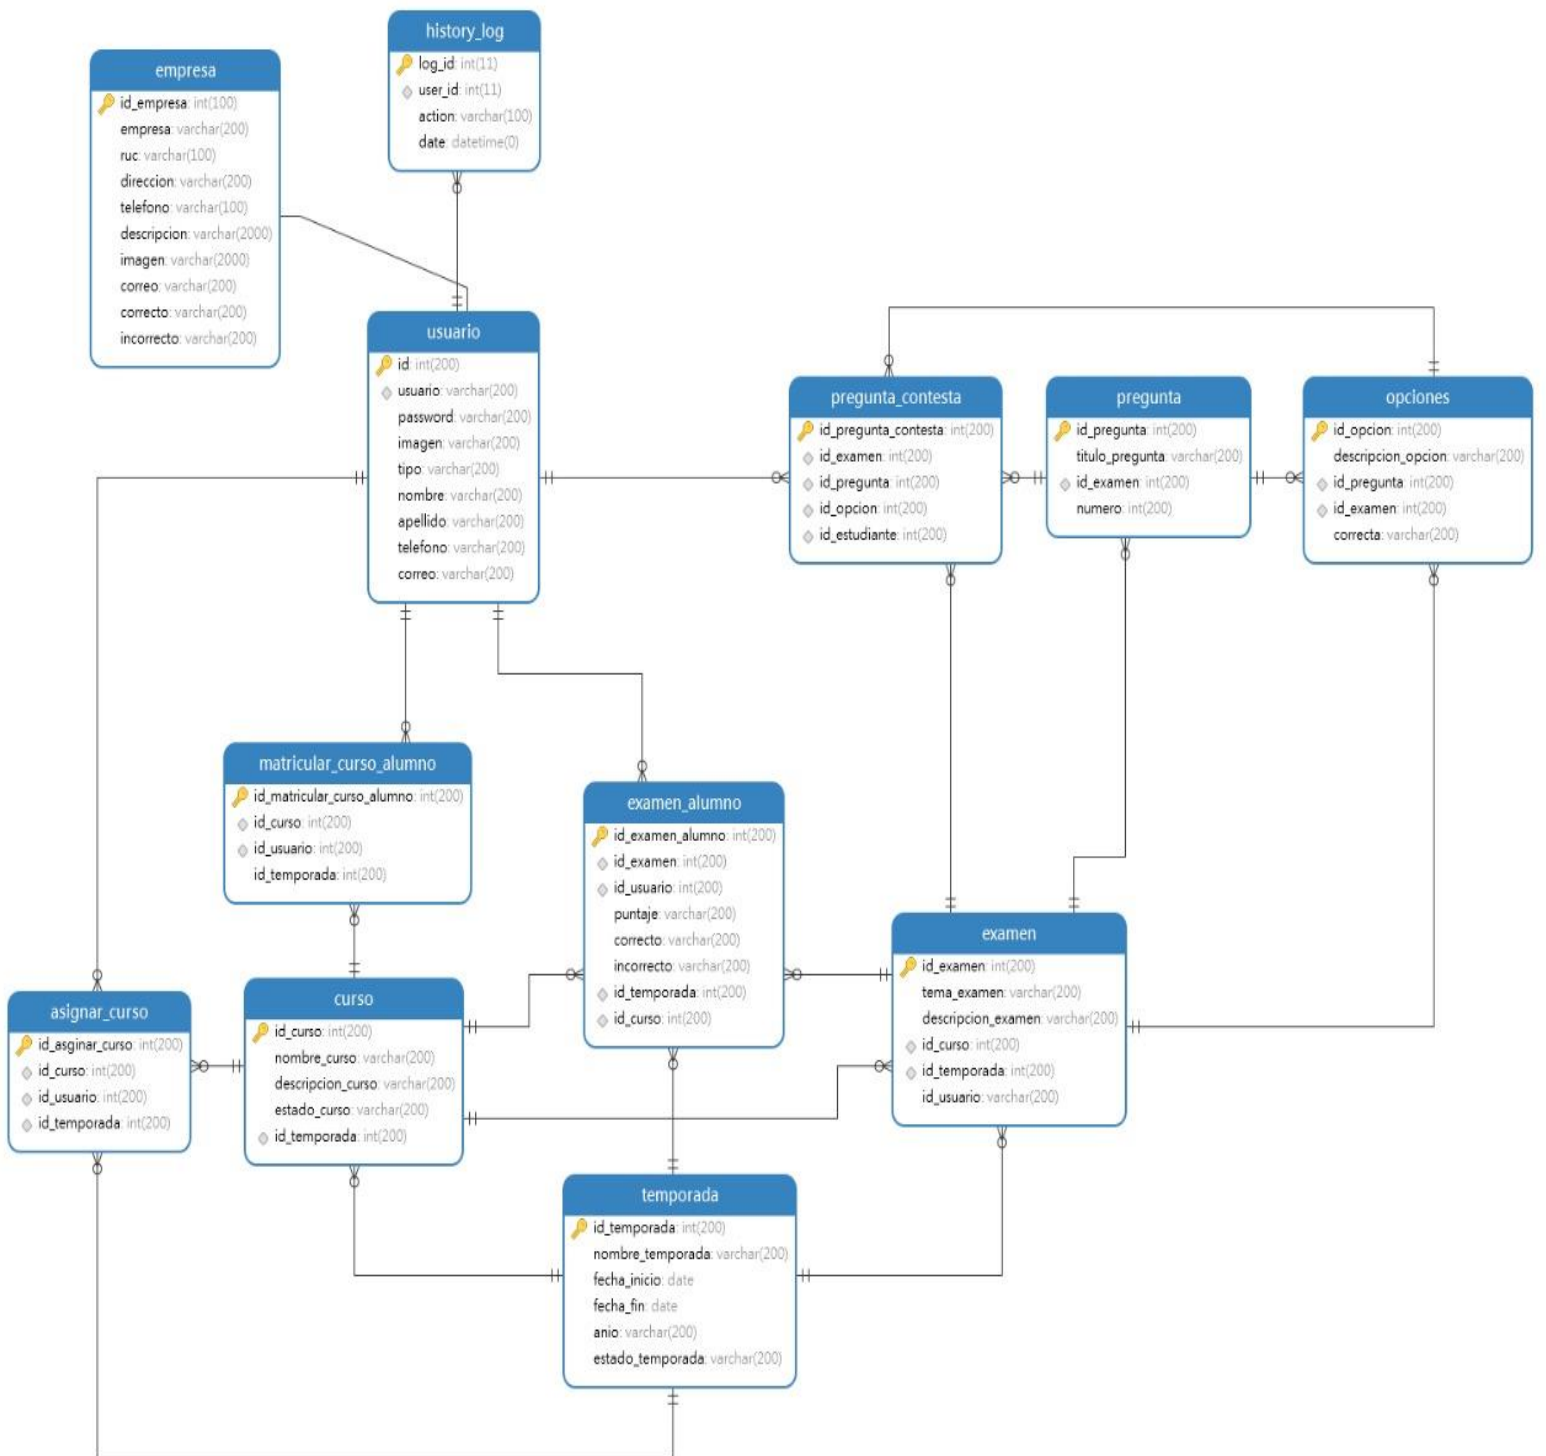 history_log
log_id: int(11)
user_id: int(11)
action: varchar(100)
date: datetime(0)
empresa
id_empresa: int(100)
empresa: varchar(200)
ruc: varchar(100)
direccion: varchar(200)
telefono: varchar(100)
descripcion: varchar(2000)
imagen: varchar(2000)
correo: varchar(200)
correcto: varchar(200)
incorrecto: varchar(200)
usuario
id: int(200)
usuario: varchar(200)
password: varchar(200)
imagen: varchar(200)
tipo: varchar(200)
nombre: varchar(200)
apellido: varchar(200)
telefono: varchar(200)
correo: varchar(200)
pregunta_contesta
id_pregunta_contesta: int(200)
id_examen: int(200)
id_pregunta: int(200)
id_opcion: int(200)
id_estudiante: int(200)
pregunta
id_pregunta: int(200)
titulo_pregunta: varchar(200)
id_examen: int(200)
numero: int(200)
opciones
id_opcion: int(200)
descripcion_opcion: varchar(200)
id_pregunta: int(200)
id_examen: int(200)
correcta: varchar(200)
matricular_curso_alumno
id_matricular_curso_alumno: int(200)
id_curso: int(200)
id_usuario: int(200)
id_temporada: int(200)
examen_alumno
id_examen_alumno: int(200)
id_examen: int(200)
id_usuario: int(200)
puntaje: varchar(200)
correcto: varchar(200)
incorrecto: varchar(200)
id_temporada: int(200)
id_curso: int(200)
examen
id_examen: int(200)
tema_examen: varchar(200)
descripcion_examen: varchar(200)
id_curso: int(200)
id_temporada: int(200)
id_usuario: varchar(200)
asignar_curso
id_asginar_curso: int(200)
id_curso: int(200)
id_usuario: int(200)
id_temporada: int(200)
curso
id_curso: int(200)
nombre_curso: varchar(200)
descripcion_curso: varchar(200)
estado_curso: varchar(200)
id_temporada: int(200)
temporada
id_temporada: int(200)
nombre_temporada: varchar(200)
fecha_inicio: date
fecha_fin: date
anio: varchar(200)
estado_temporada: varchar(200)